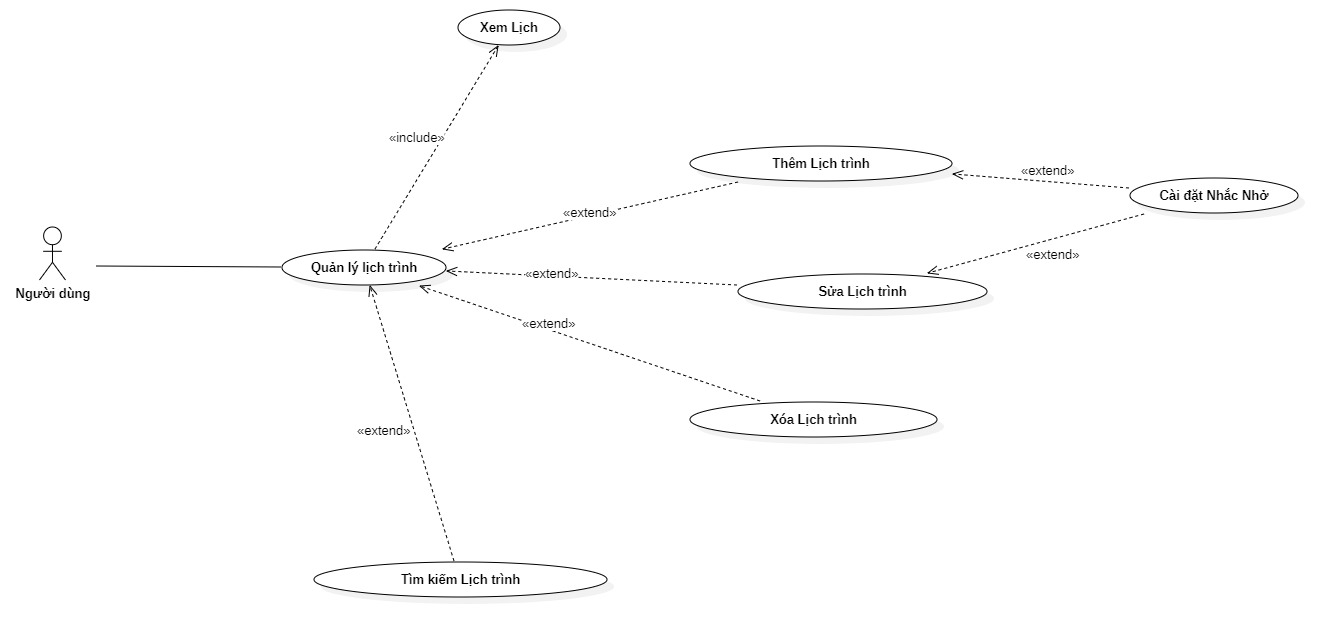 Xem Lịch
«include»
Thêm Lịch trình
«extend»
Cài đặt Nhắc Nhở
«extend»
«extend»
Người dùng
Quản lý lịch trình
«extend»
Sửa Lịch trình
«extend»
Xóa Lịch trình
«extend»
Tìm kiếm Lịch trình